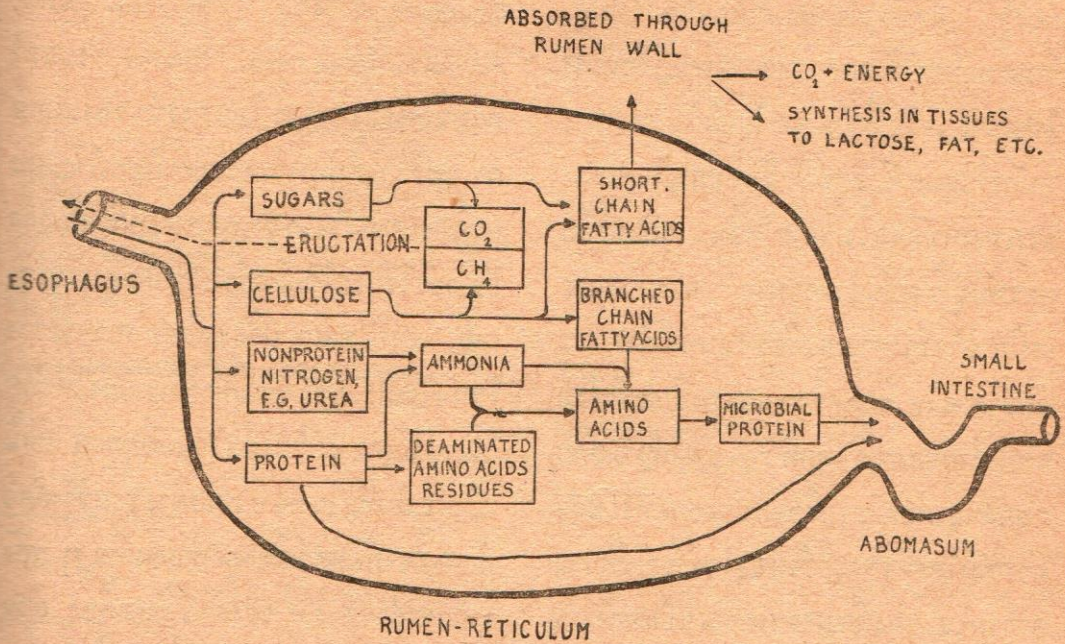 ABSORBED THROUGH
RUMEN WALL
CO2 + ENERGY
SYNTHESIS IN TISSUES
TO LACTOSE, FAT, ETC.
SUGARS
SHORT.
CHAIN
FATTY ACIDS
CO2
ERUCTATION
CH4
ESOPHAGUS
CELLULOSE
BRANCHED
CHAIN
FATTY ACIDS
NONPROTEIN
NITROGEN,
E.G, UREA
AMMONIA
SMALL
INTESTINE
AMINO
ACIDS
MICROBIAL
PROTEIN
PROTEIN
DEAMINATED
AMINO ACIDS
RESIDUES
ABOMASUM
RUMEN-RETICULUM